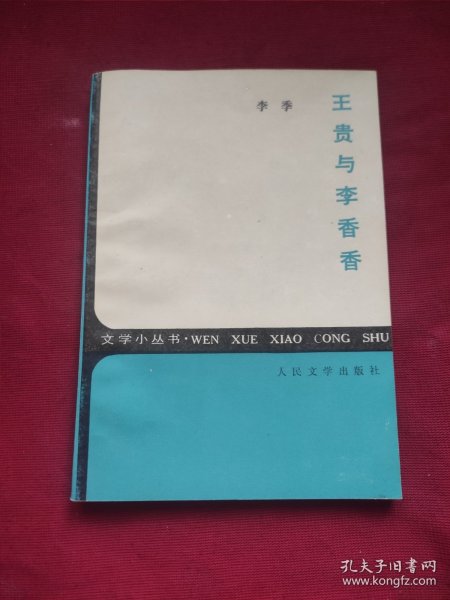 王贵与李香香
李季
文学小丛书·WEN XUE XIAO CONG SHU
人民文学出版社
孔夫子旧书网
www.kongfz.com